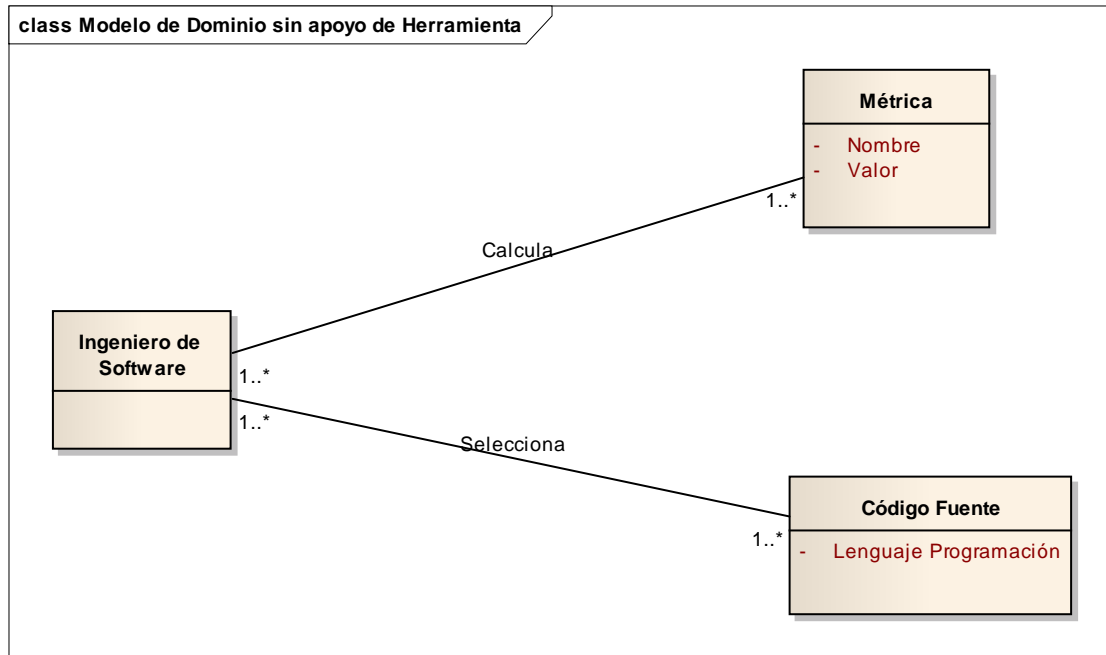 class Modelo de Dominio sin apoyo de Herramienta
Métrica
- Nombre
- Valor
1..*
Calcula
Ingeniero de
Software
1..*
1..*
Selecciona
Código Fuente
1..*
- Lenguaje Programación